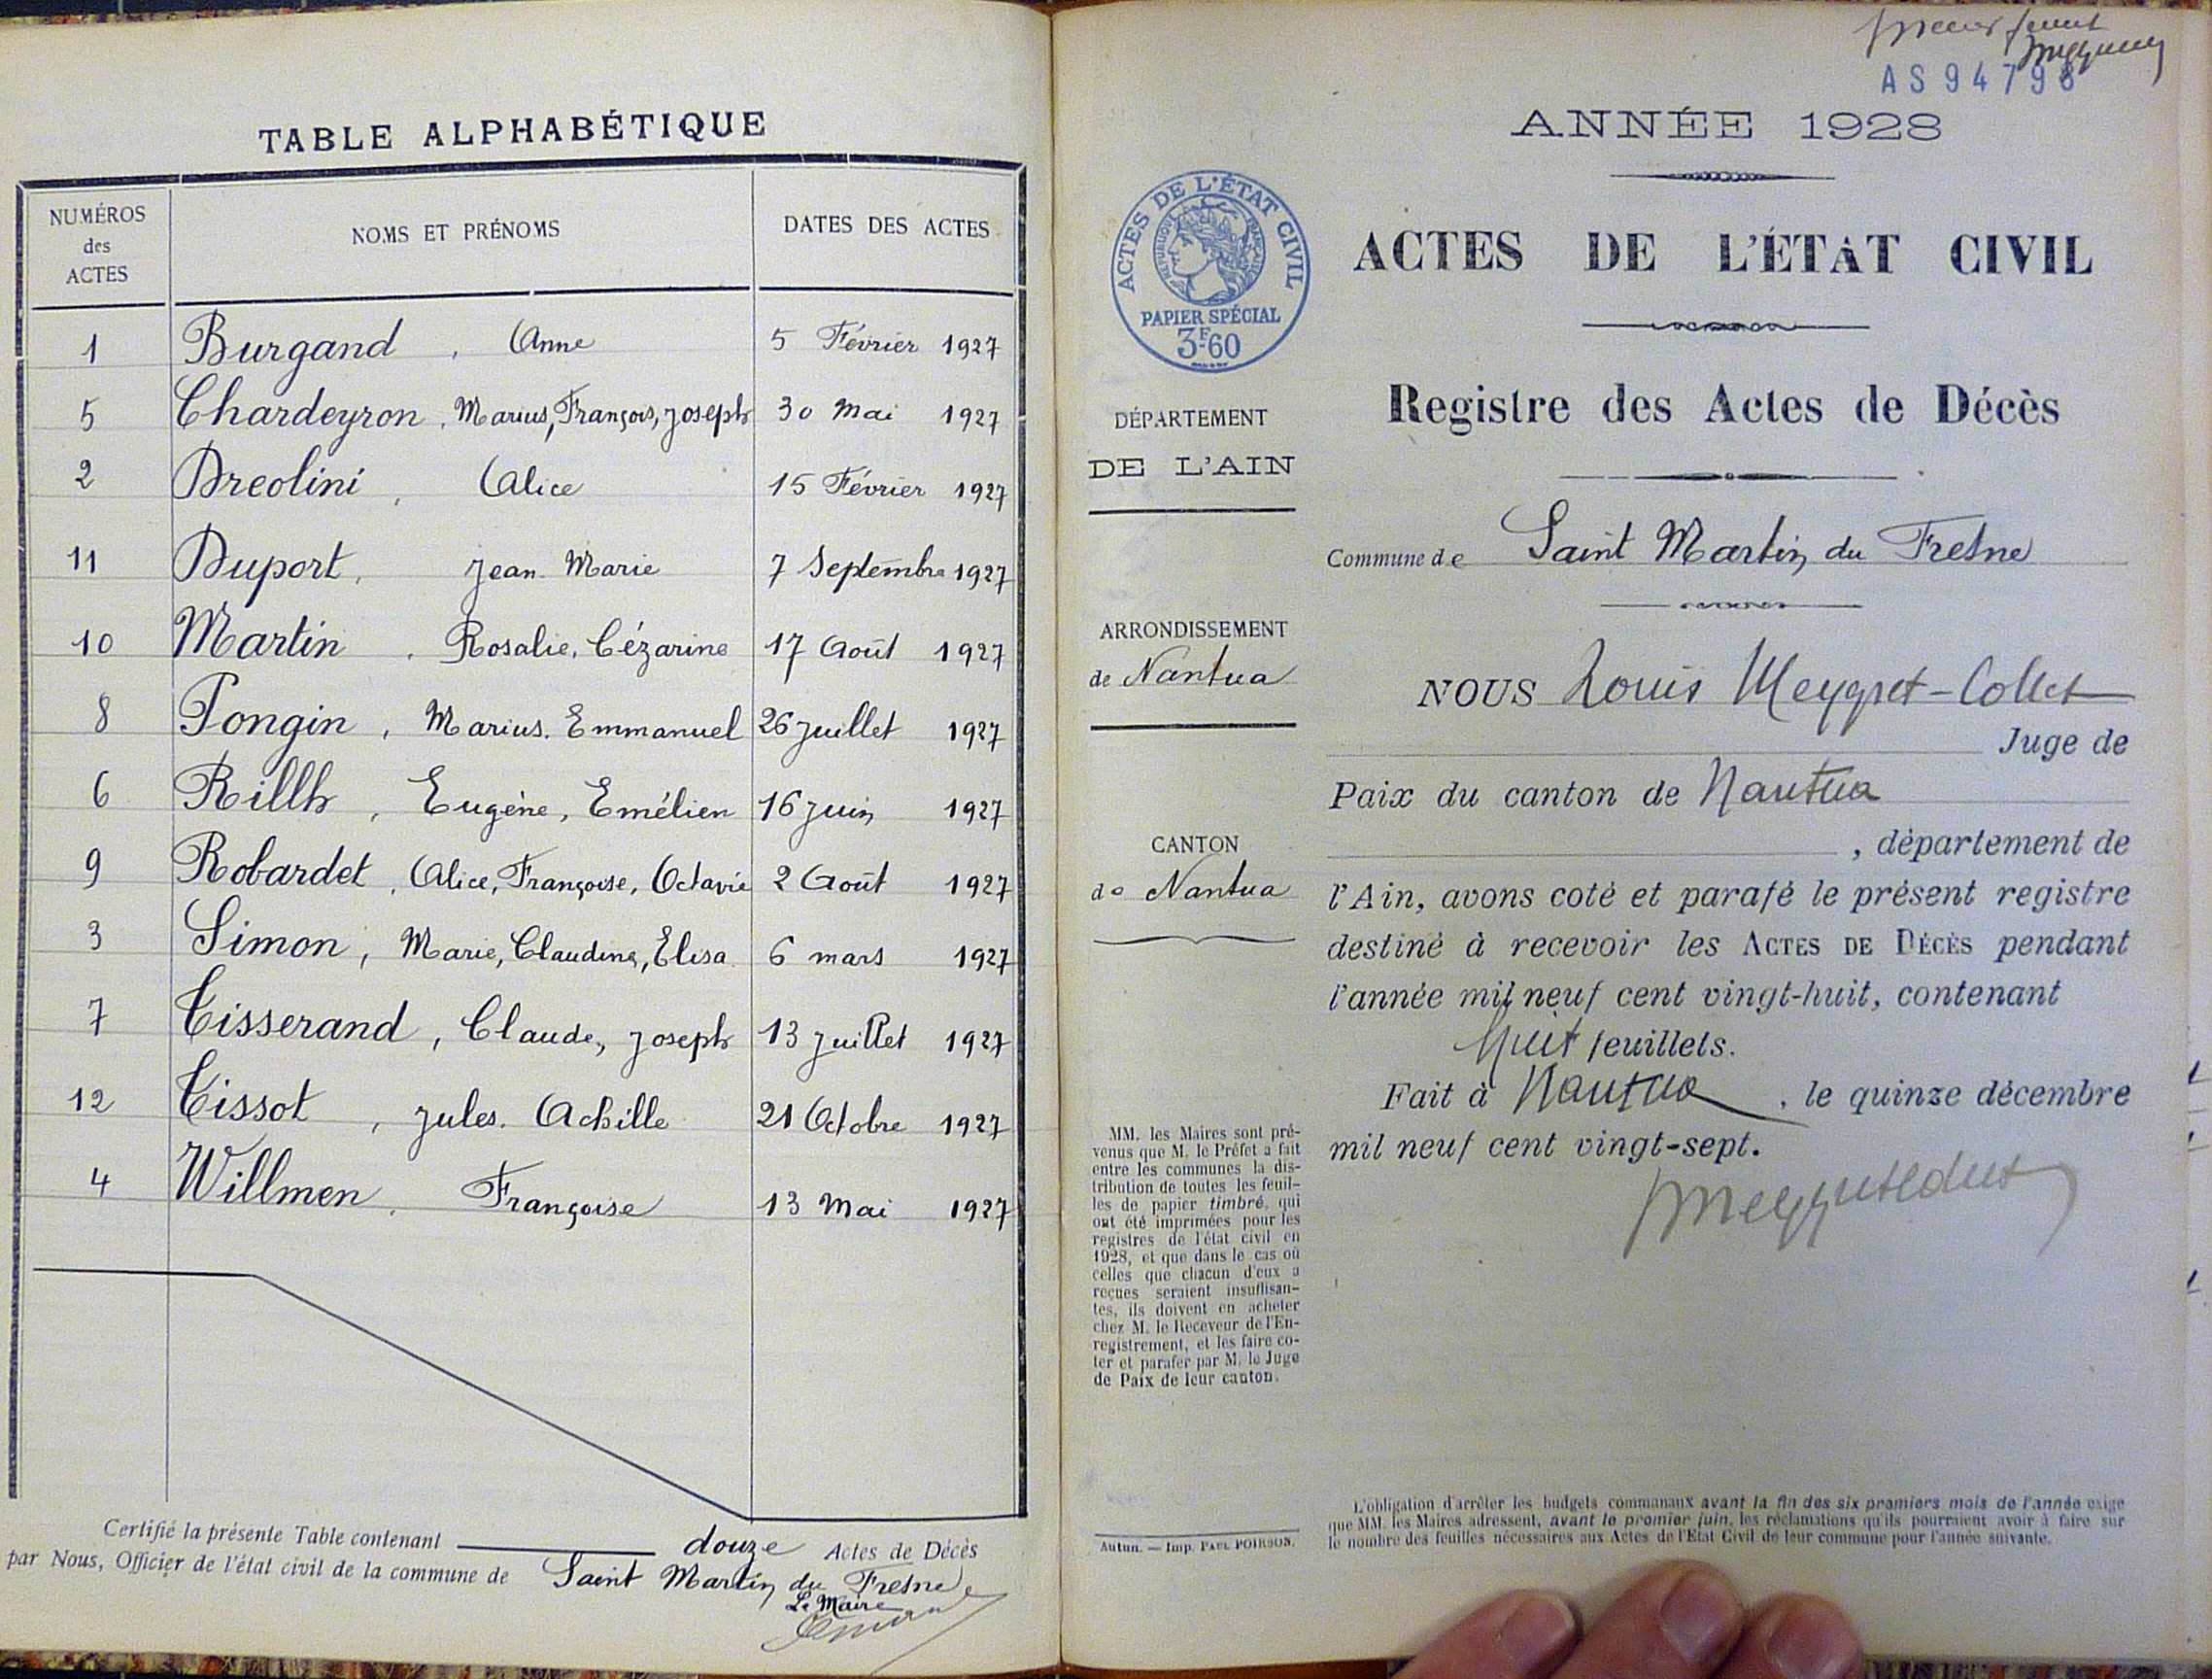 TABLE ALPHABÉTIQUE
NUMÉROS des ACTES
NOMS ET PRÉNOMS
DATES DES ACTES
1 Burgand, Anne 5 Février 1927
5 Chardeyron, Marius, François, Joseph 30 Mai 1927
2 Dreolini, Alice 15 Février 1927
11 Duport, Jean Marie 7 Septembre 1927
10 Martin, Rosalie, Cézarine 17 Août 1927
8 Pongin, Marius, Emmanuel 26 Juillet 1927
6 Rillh, Eugène, Emélien 16 Juin 1927
9 Robardet, Alice, Françoise, Octavie 2 Août 1927
3 Simon, Marie, Claudine, Elisa 6 mars 1927
7 Tisserand, Claude, Joseph 13 Juillet 1927
12 Tissot, Jules, Achille 21 Octobre 1927
4 Willmen, Françoise 13 Mai 1927
Certifié la présente Table contenant douze Actes de Décès
par Nous, Officier de l'état civil de la commune de Saint Martin du Fresne
Le Maire
AS 94798
ANNÉE 1928
ACTES DE L'ÉTAT CIVIL
RÉPUBLIQUE FRANÇAISE
PAPIER SPÉCIAL
3F60
ACTES DE L'ÉTAT CIVIL
Registre des Actes de Décès
DÉPARTEMENT
DE L'AIN
ARRONDISSEMENT
de Nantua
CANTON
de Nantua
Commune de Saint Martin du Fresne
NOUS Louis Meygret-Collet
Juge de
Paix du canton de Nantua
, département de
l'Ain, avons coté et parafé le présent registre
destiné à recevoir les ACTES DE DÉCÈS pendant
l'année mil neuf cent vingt-huit, contenant
huit feuillets.
Fait à Nantua, le quinze décembre
mil neuf cent vingt-sept.
MM. les Maires sont pré-
venus que M. le Préfet a fait
entre les communes la dis-
tribution de toutes les feuil-
les de papier timbré, qui
ont été imprimées pour les
registres de l'état civil en
1928, et que dans le cas où
celles que chacun d'eux a
reçues seraient insuffisan-
tes, ils doivent en acheter
chez M. le Receveur de l'En-
registrement, et les faire co-
ter et parafer par M. le Juge
de Paix de leur canton.
Autun. — Imp. PAUL POIRSON.
L'obligation d'arrêter les budgets communaux avant la fin des six premiers mois de l'année exige
que MM. les Maires adressent, avant le premier juin, les réclamations qu'ils pourraient avoir à faire sur
le nombre des feuilles nécessaires aux Actes de l'État Civil de leur commune pour l'année suivante.